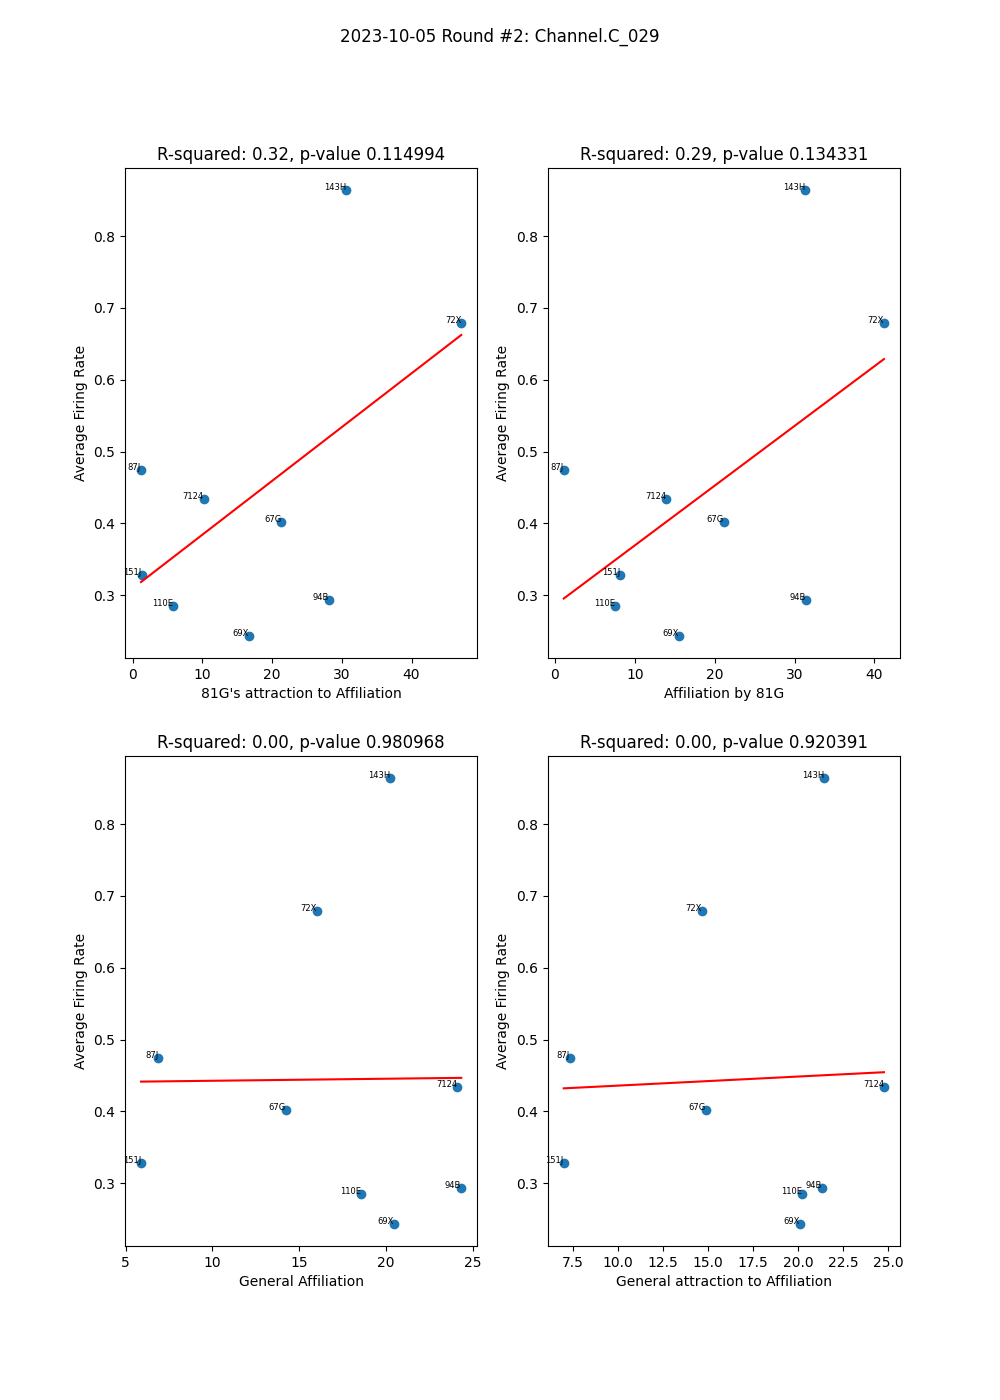 2023-10-05 Round #2: Channel.C_029
R-squared: 0.32, p-value 0.114994
143H
72X
87J
7124
67G
151J
110E
94B
69X
0.8
0.7
0.6
0.5
0.4
0.3
Average Firing Rate
0 10 20 30 40
81G's attraction to Affiliation
R-squared: 0.29, p-value 0.134331
143H
72X
87J
7124
67G
151J
110E
94B
69X
0.8
0.7
0.6
0.5
0.4
0.3
Average Firing Rate
0 10 20 30 40
Affiliation by 81G
R-squared: 0.00, p-value 0.980968
143H
72X
87J
7124
67G
151J
110E
94B
69X
0.8
0.7
0.6
0.5
0.4
0.3
Average Firing Rate
5 10 15 20 25
General Affiliation
R-squared: 0.00, p-value 0.920391
143H
72X
87J
7124
67G
151J
110E
94B
69X
0.8
0.7
0.6
0.5
0.4
0.3
Average Firing Rate
7.5 10.0 12.5 15.0 17.5 20.0 22.5 25.0
General attraction to Affiliation